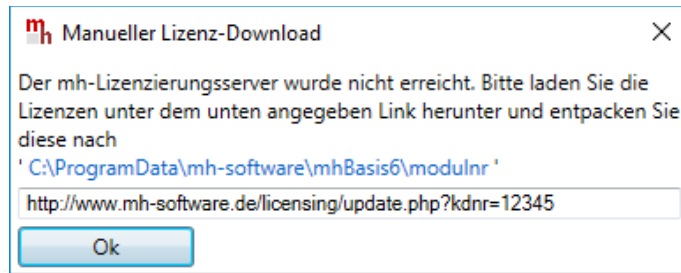 mh Manueller Lizenz-Download
Der mh-Lizenzierungsserver wurde nicht erreicht. Bitte laden Sie die
Lizenzen unter dem unten angegeben Link herunter und entpacken Sie
diese nach
' C:\ProgramData\mh-software\mhBasis6\modulnr '
http://www.mh-software.de/licensing/update.php?kdnr=12345
Ok